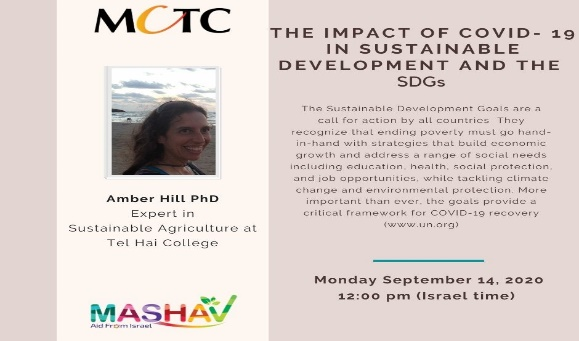 MCTC
Amber Hill PhD
Expert in
Sustainable Agriculture at
Tel Hai College
MASHAV
Aid From Israel
THE IMPACT OF COVID- 19
IN SUSTAINABLE
DEVELOPMENT AND THE
SDGs
The Sustainable Development Goals are a
call for action by all countries. They
recognize that ending poverty must go hand-
in-hand with strategies that build economic
growth and address a range of social needs
including education, health, social protection,
and job opportunities, while tackling climate
change and environmental protection. More
important than ever, the goals provide a
critical framework for COVID-19 recovery
(www.un.org)
Monday September 14, 2020
12:00 pm (Israel time)